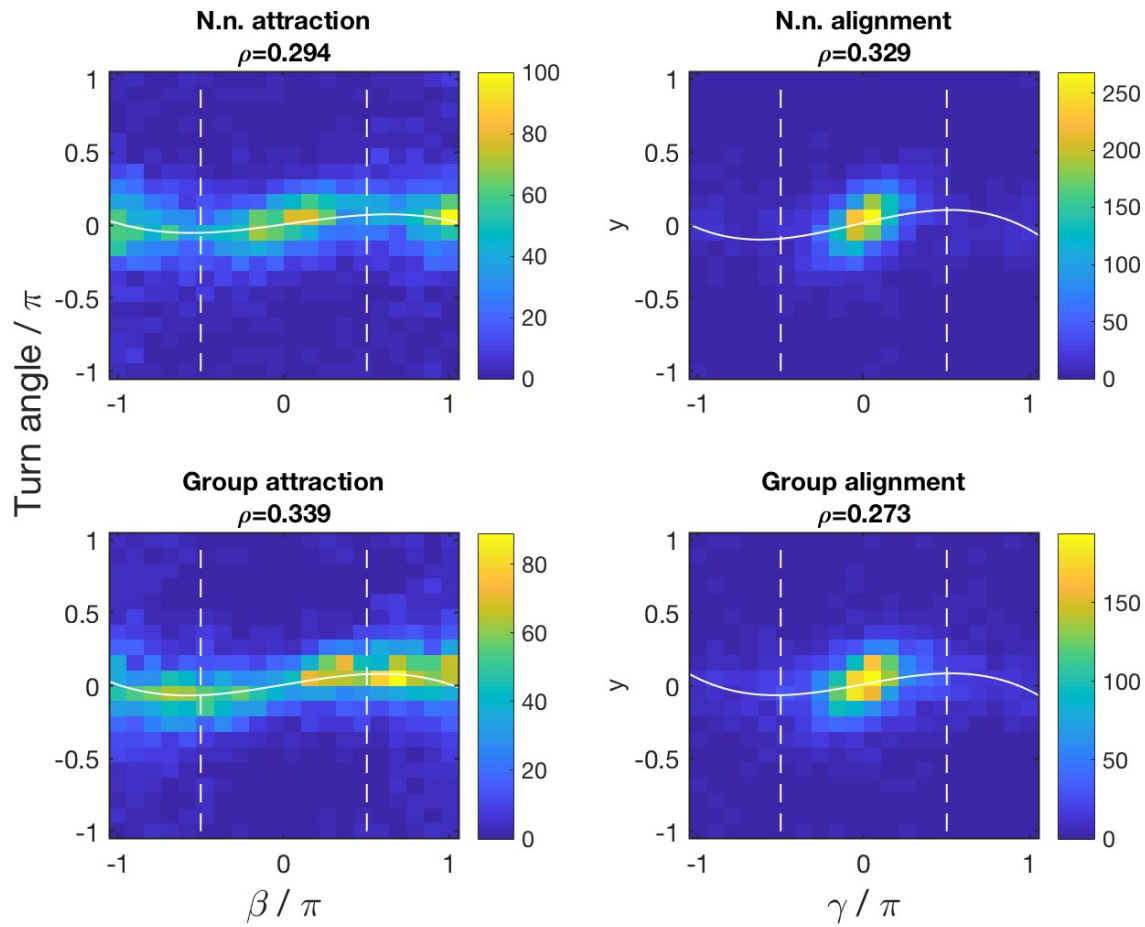 N.n. attraction
ρ=0.294
1
0.5
0
-0.5
-1
-1 0 1
100
80
60
40
20
0
N.n. alignment
ρ=0.329
y
1
0.5
0
-0.5
-1
-1 0 1
250
200
150
100
50
0
Turn angle / π
Group attraction
ρ=0.339
1
0.5
0
-0.5
-1
-1 0 1
β / π
80
60
40
20
0
Group alignment
ρ=0.273
y
1
0.5
0
-0.5
-1
-1 0 1
γ / π
150
100
50
0